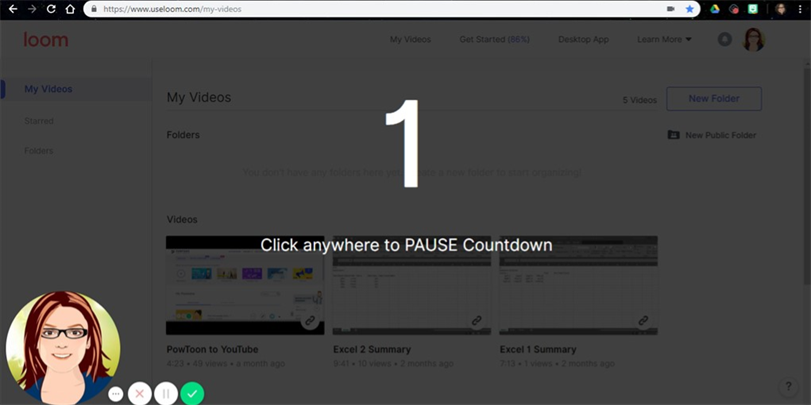 https://www.useloom.com/my-videos
loom
My Videos
Get Started (86%)
Desktop App
Learn More
My Videos
Starred
Folders
My Videos
5 Videos
New Folder
Folders
New Public Folder
1
You don't have any folders here yet. Create a new folder to start organizing.
Videos
Click anywhere to PAUSE Countdown
PowToon to YouTube
4:23 • 49 views • a month ago
Excel 2 Summary
9:41 • 10 views • 2 months ago
Excel 1 Summary
7:13 • 1 views • 2 months ago
?